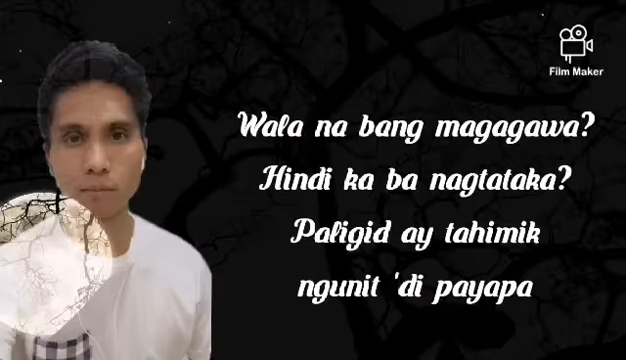 Film Maker
Wala na bang magagawa?
Hindi ka ba nagtataka?
Paligid ay tahimik
ngunit 'di payapa